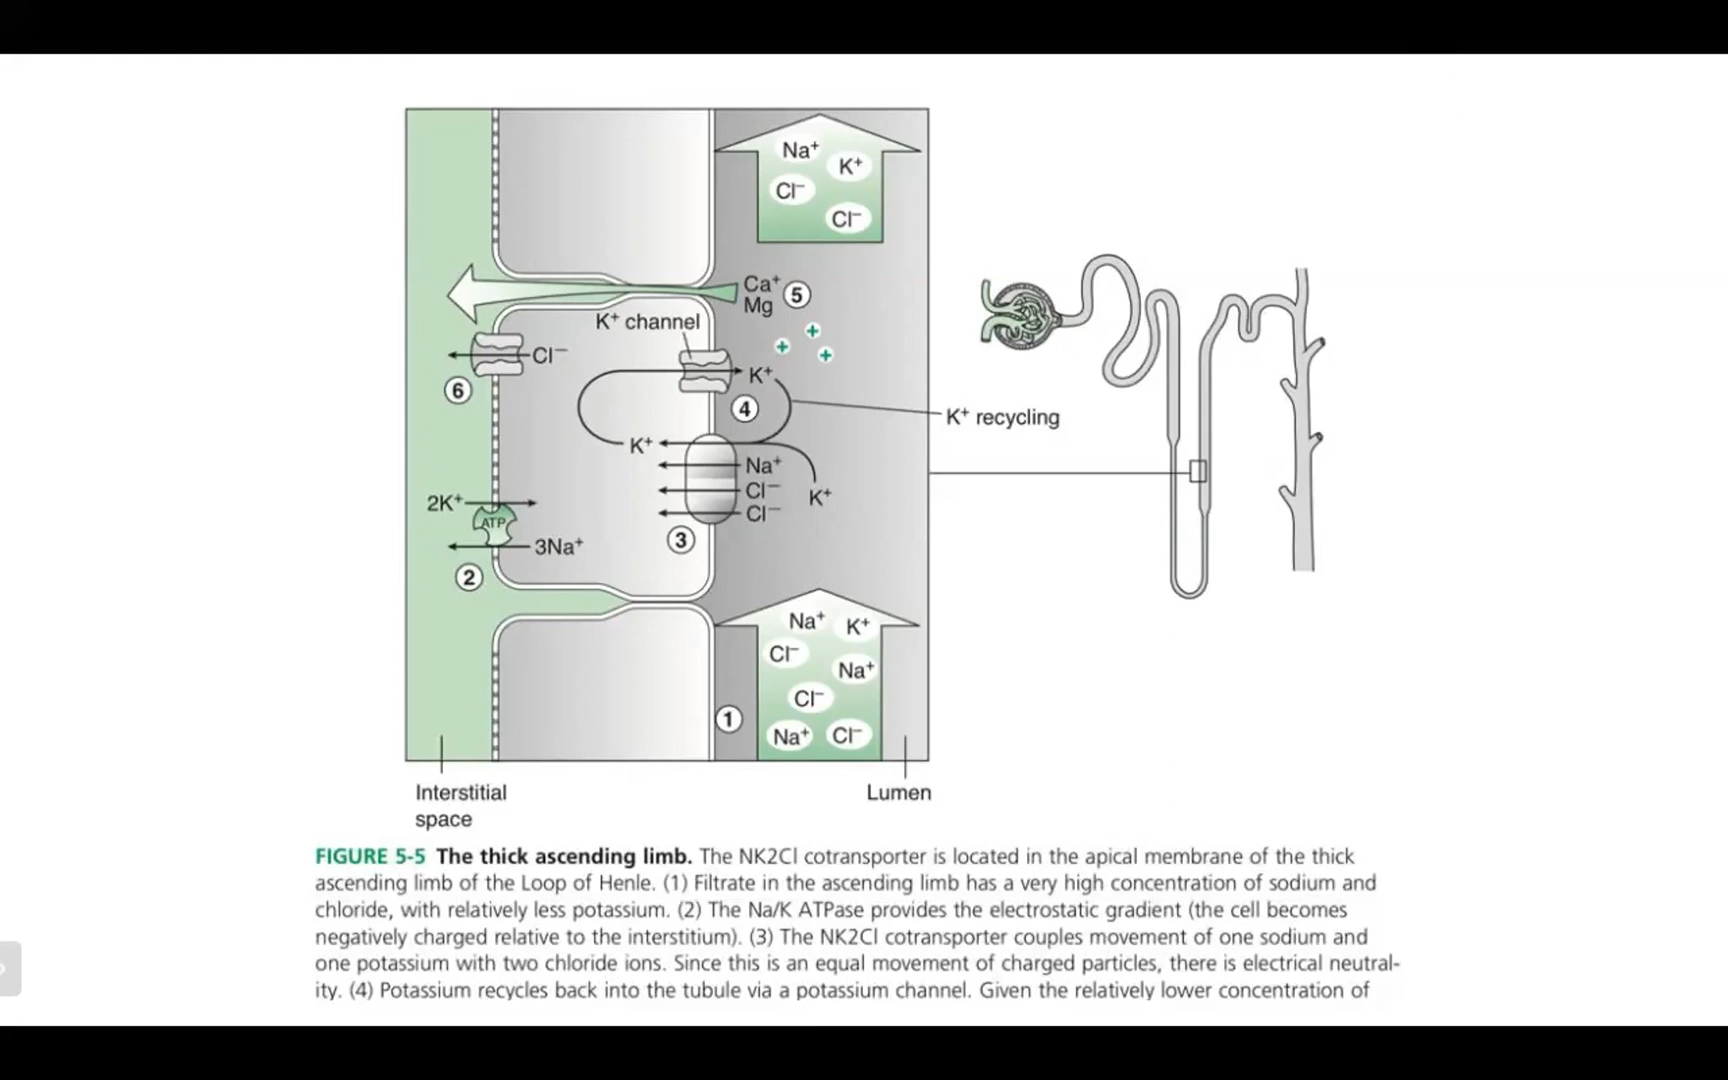 Na⁺
K⁺
Cl⁻
Cl⁻
Ca⁺
Mg
5
K⁺ channel
Cl⁻
6
K⁺
4
K⁺ recycling
K⁺
Na⁺
Cl⁻
K⁺
Cl⁻
2K⁺
ATP
3Na⁺
3
2
Na⁺
K⁺
Cl⁻
Na⁺
Cl⁻
1
Na⁺
Cl⁻
Interstitial
space
Lumen
FIGURE 5-5 The thick ascending limb. The NK2Cl cotransporter is located in the apical membrane of the thick
ascending limb of the Loop of Henle. (1) Filtrate in the ascending limb has a very high concentration of sodium and
chloride, with relatively less potassium. (2) The Na/K ATPase provides the electrostatic gradient (the cell becomes
negatively charged relative to the interstitium). (3) The NK2Cl cotransporter couples movement of one sodium and
one potassium with two chloride ions. Since this is an equal movement of charged particles, there is electrical neutral-
ity. (4) Potassium recycles back into the tubule via a potassium channel. Given the relatively lower concentration of